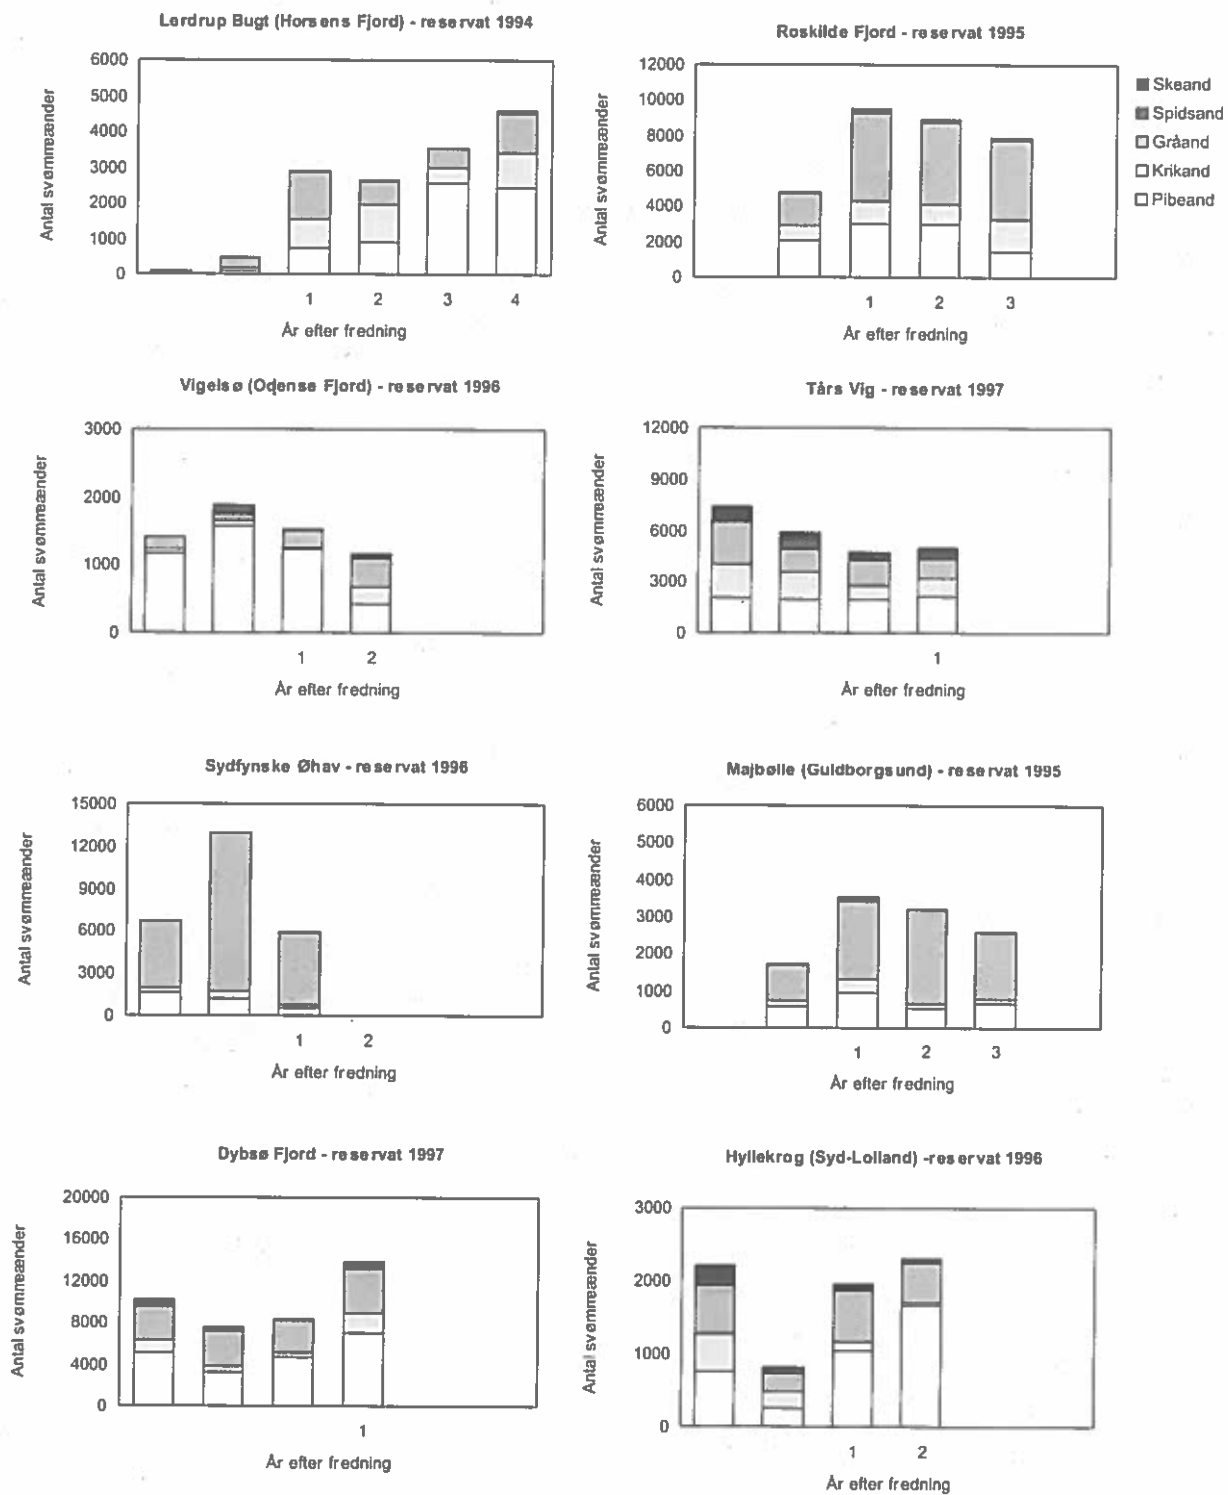 Lerdrup Bugt (Horsens Fjord) - reservat 1994
Antal svømmeænder
6000
5000
4000
3000
2000
1000
0
1 2 3 4
År efter fredning
Roskilde Fjord - reservat 1995
Antal svømmeænder
12000
10000
8000
6000
4000
2000
0
1 2 3
År efter fredning
Skeand
Spidsand
Gråand
Krikand
Pibeand
Vigelsø (Odense Fjord) - reservat 1996
Antal svømmeænder
3000
2000
1000
0
1 2
År efter fredning
Tårs Vig - reservat 1997
Antal svømmeænder
12000
9000
6000
3000
0
1
År efter fredning
Sydfynske Øhav - reservat 1996
Antal svømmeænder
15000
12000
9000
6000
3000
0
1 2
År efter fredning
Majbølle (Guldborgsund) - reservat 1995
Antal svømmeænder
6000
5000
4000
3000
2000
1000
0
1 2 3
År efter fredning
Dybsø Fjord - reservat 1997
Antal svømmeænder
20000
16000
12000
8000
4000
0
1
År efter fredning
Hyllekrog (Syd-Lolland) -reservat 1996
Antal svømmeænder
3000
2000
1000
0
1 2
År efter fredning